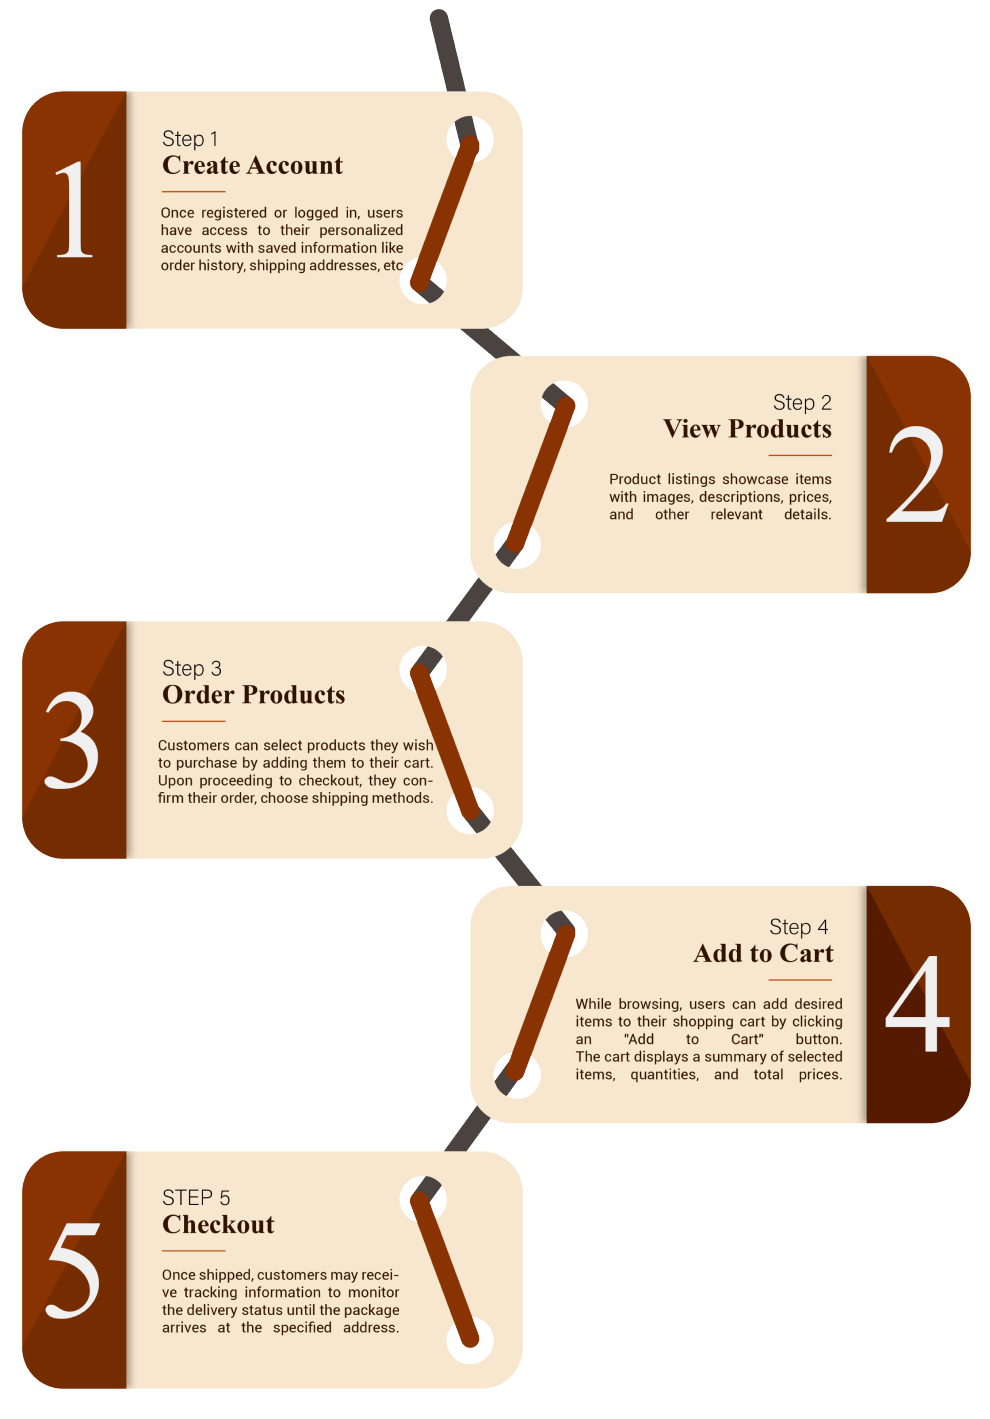 1
Step 1
Create Account
Once registered or logged in, users
have access to their personalized
accounts with saved information like
order history, shipping addresses, etc
Step 2
View Products
Product listings showcase items
with images, descriptions, prices,
and other relevant details.
2
3
Step 3
Order Products
Customers can select products they wish
to purchase by adding them to their cart.
Upon proceeding to checkout, they con-
firm their order, choose shipping methods.
Step 4
Add to Cart
While browsing, users can add desired
items to their shopping cart by clicking
an "Add to Cart" button.
The cart displays a summary of selected
items, quantities, and total prices.
4
5
STEP 5
Checkout
Once shipped, customers may recei-
ve tracking information to monitor
the delivery status until the package
arrives at the specified address.